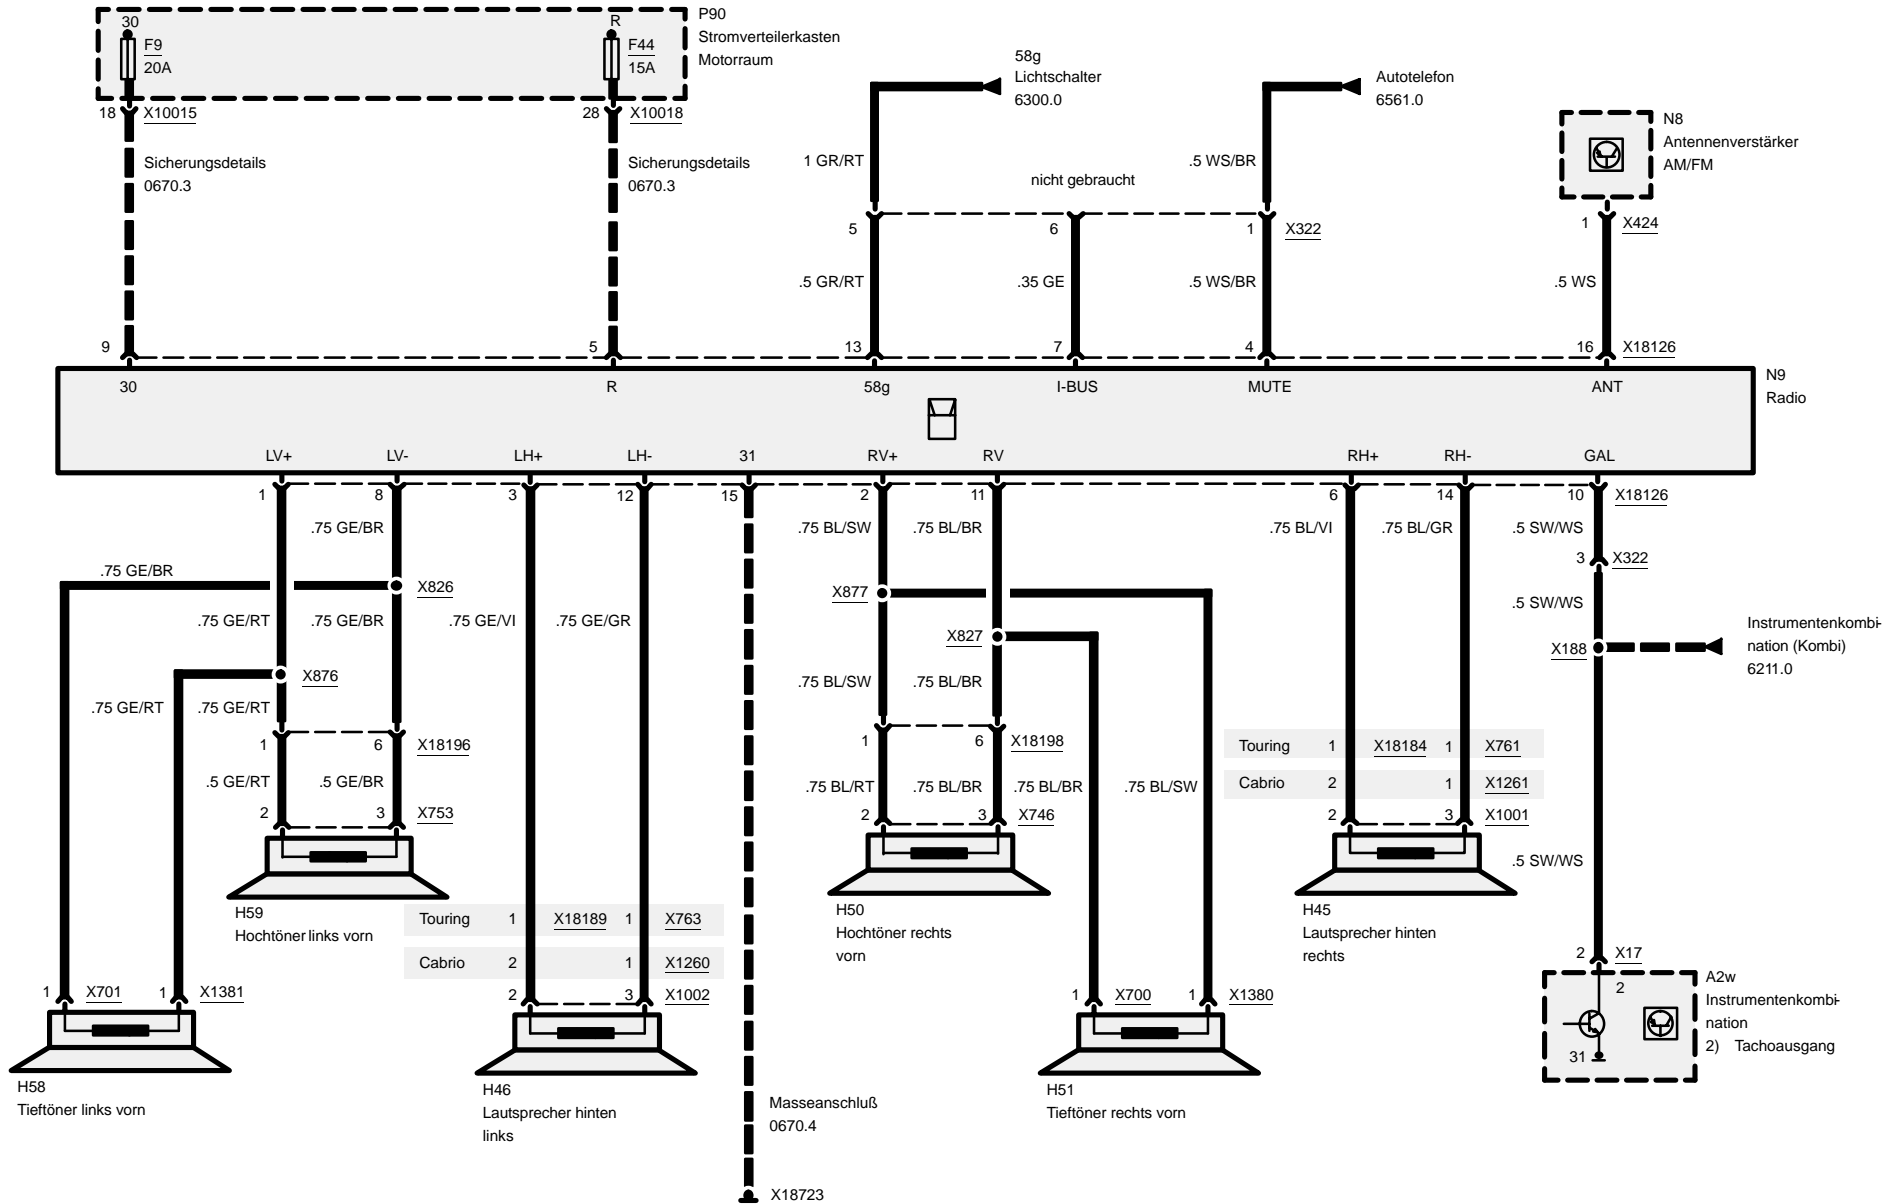 30
R
P90
Stromverteilerkasten
Motorraum
F9
20A
F44
15A
18 X10015
28 X10018
Sicherungsdetails
0670.3
Sicherungsdetails
0670.3
58g
Lichtschalter
6300.0
Autotelefon
6561.0
N8
Antennenverstärker
AM/FM
1 GR/RT
nicht gebraucht
.5 WS/BR
5
6
1 X322
1 X424
.5 GR/RT
.35 GE
.5 WS/BR
.5 WS
9
5
13
7
4
16 X18126
30
R
58g
I-BUS
MUTE
ANT
N9
Radio
LV+
LV-
LH+
LH-
31
RV+
RV
RH+
RH-
GAL
1
8
3
12
15
2
11
6
14
10 X18126
.75 GE/BR
.75 BL/SW
.75 BL/BR
.75 BL/VI
.75 BL/GR
.5 SW/WS
3 X322
.75 GE/BR
X826
X877
.5 SW/WS
.75 GE/RT
.75 GE/BR
.75 GE/VI
.75 GE/GR
X827
X188
Instrumentenkombi-
nation (Kombi)
6211.0
X876
.75 GE/RT
.75 GE/RT
.75 BL/SW
.75 BL/BR
1
6 X18196
1
6 X18198
Touring 1 X18184 1 X761
.5 GE/RT
.5 GE/BR
.75 BL/RT
.75 BL/BR
.75 BL/BR
.75 BL/SW
Cabrio 2 1 X1261
2
3 X753
2
3 X746
2
3 X1001
.5 SW/WS
H59
Hochtöner links vorn
H50
Hochtöner rechts
vorn
H45
Lautsprecher hinten
rechts
Touring 1 X18189 1 X763
Cabrio 2 1 X1260
2
3 X1002
1 X701
1 X1381
1 X700
1 X1380
2 X17
2
31
A2w
Instrumentenkombi-
nation
2) Tachoausgang
H58
Tieftöner links vorn
H46
Lautsprecher hinten
links
H51
Tieftöner rechts vorn
Masseanschluß
0670.4
X18723